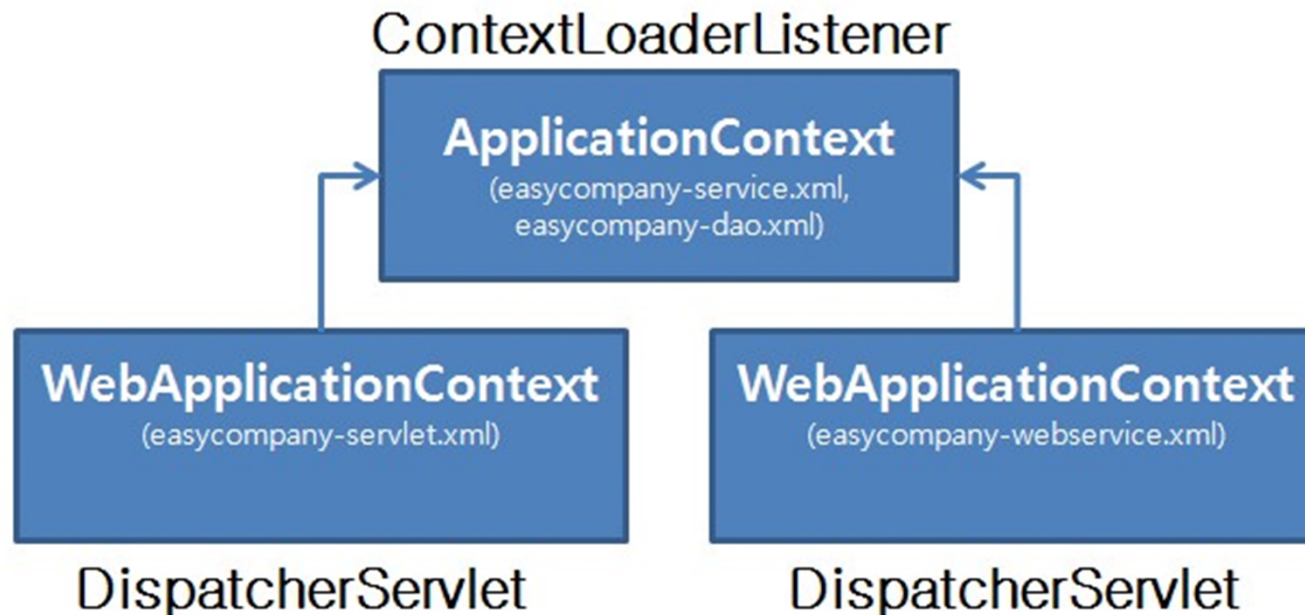 ContextLoaderListener
ApplicationContext
(easycompany-service.xml,
easycompany-dao.xml)
WebApplicationContext
(easycompany-servlet.xml)
DispatcherServlet
WebApplicationContext
(easycompany-webservice.xml)
DispatcherServlet